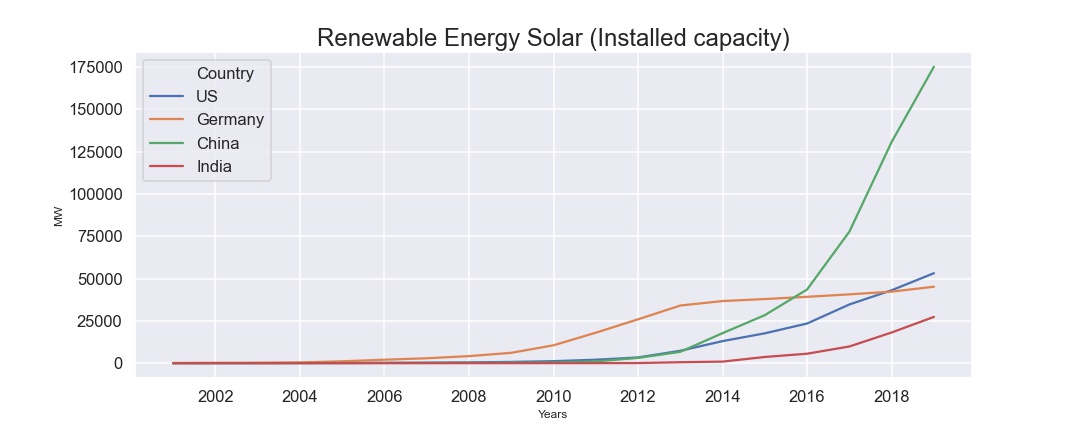 Renewable Energy Solar (Installed capacity)
175000
150000
125000
100000
75000
50000
25000
0
MW
Country
US
Germany
China
India
2002 2004 2006 2008 2010 2012 2014 2016 2018
Years